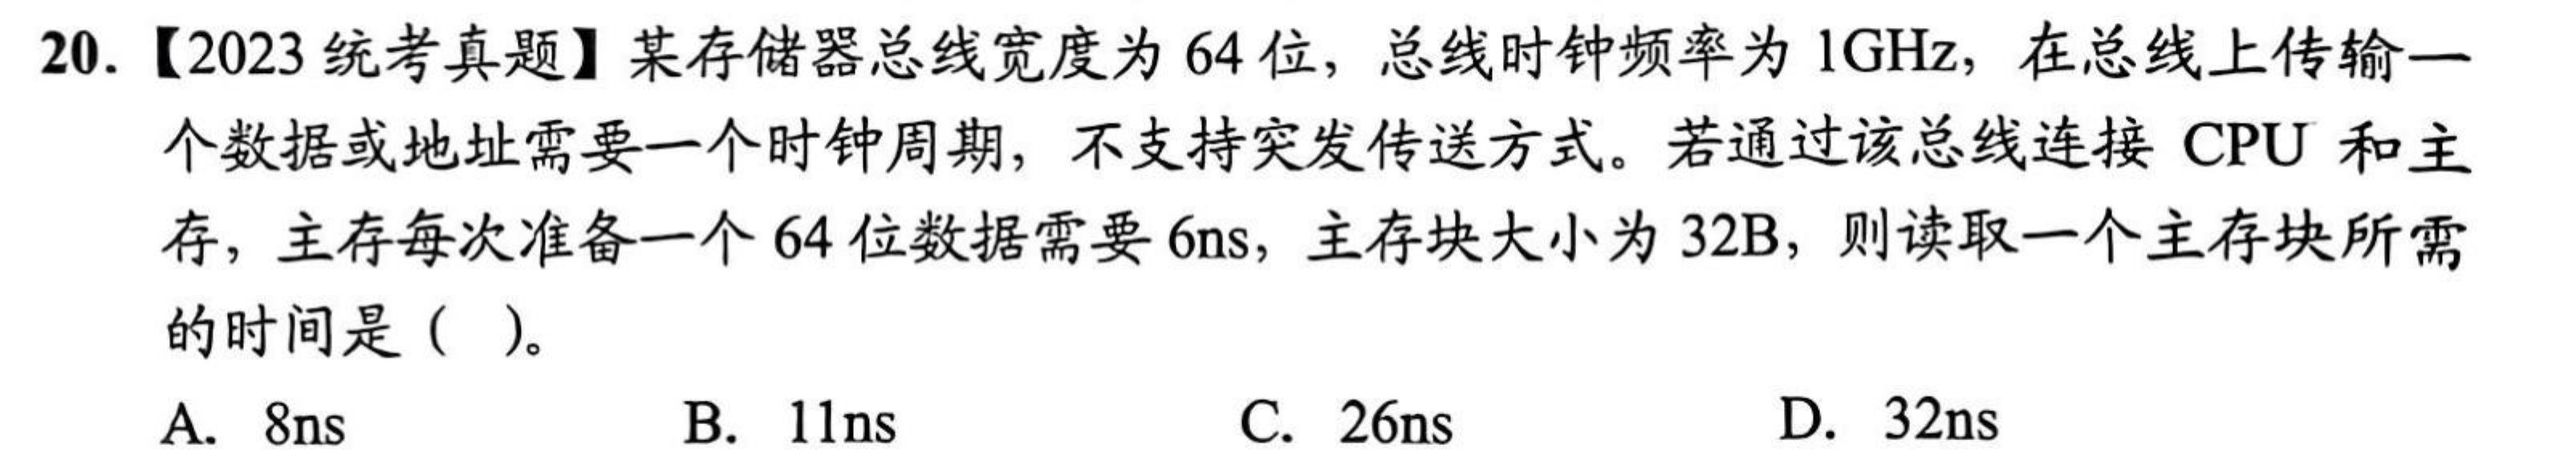 20.【2023 统考真题】某存储器总线宽度为 64 位，总线时钟频率为 1GHz，在总线上传输一
个数据或地址需要一个时钟周期，不支持突发传送方式。若通过该总线连接 CPU 和主
存，主存每次准备一个 64 位数据需要 6ns，主存块大小为 32B，则读取一个主存块所需
的时间是（ ）。
A. 8ns B. 11ns C. 26ns D. 32ns